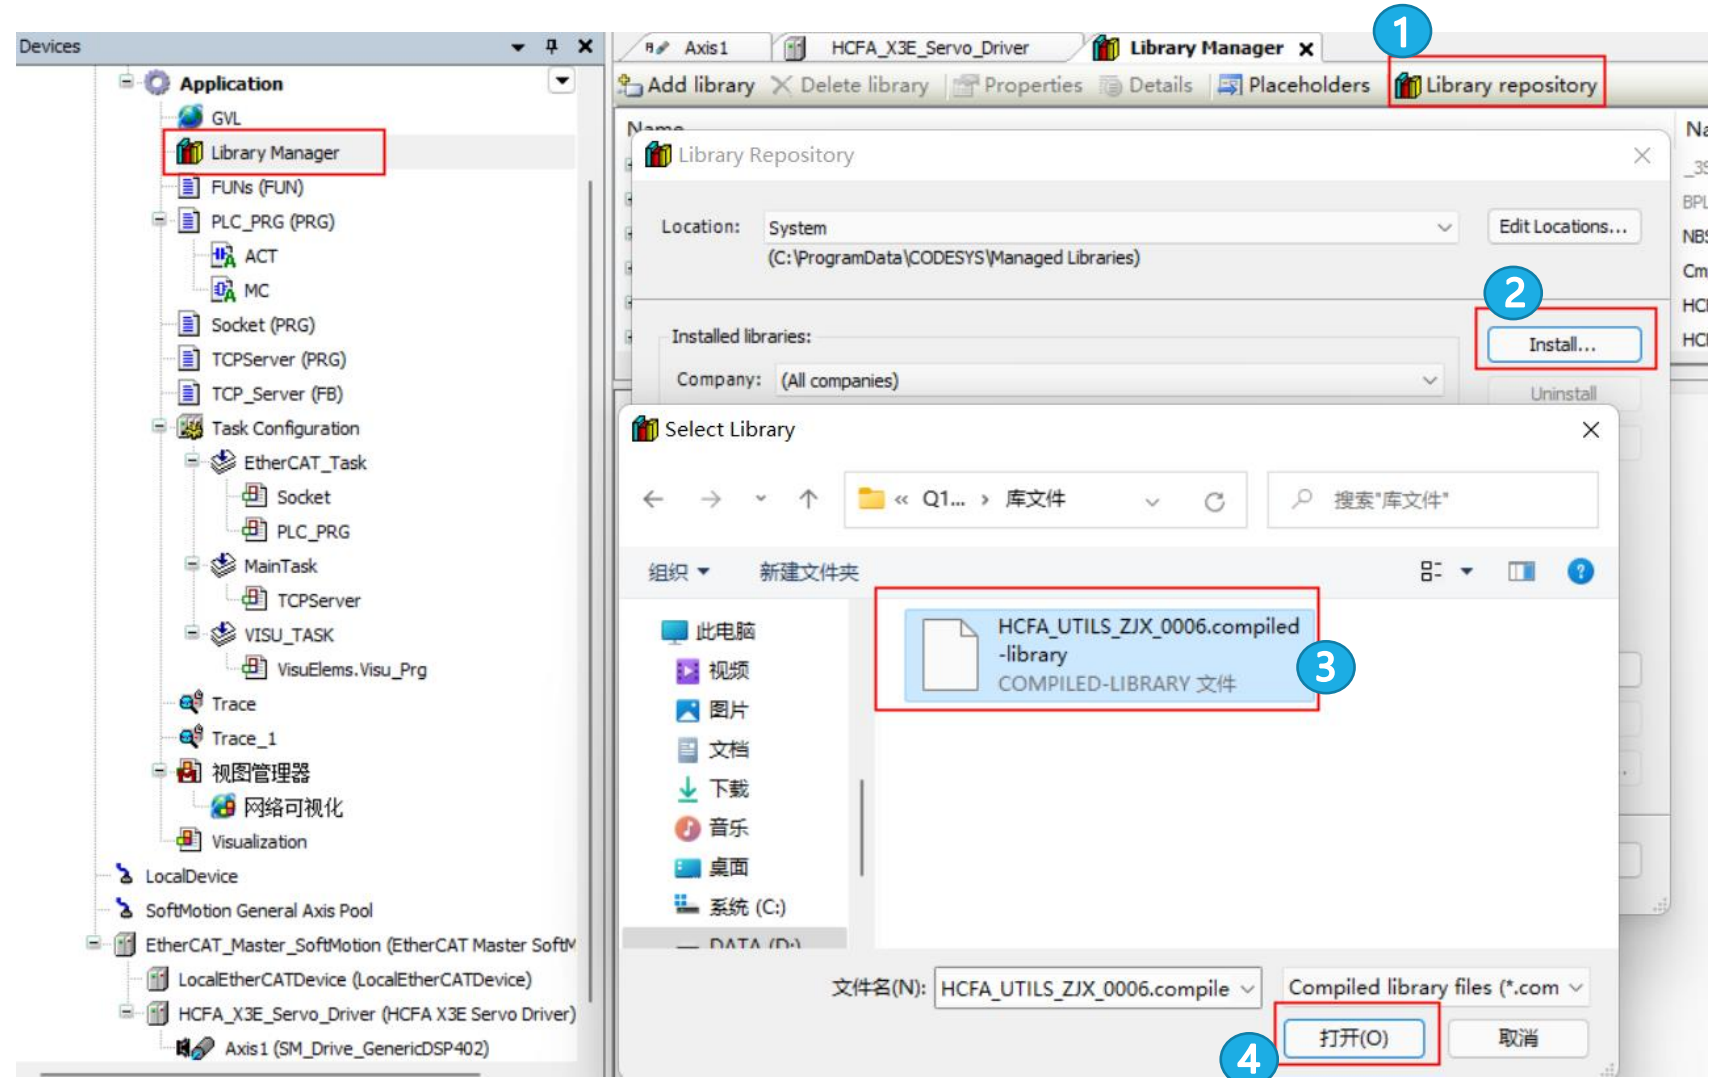 Devices
Application
GVL
Library Manager
FUNs (FUN)
PLC_PRG (PRG)
ACT
MC
Socket (PRG)
TCPServer (PRG)
TCP_Server (FB)
Task Configuration
EtherCAT_Task
Socket
PLC_PRG
MainTask
TCPServer
VISU_TASK
VisuElems.Visu_Prg
Trace
Trace_1
视图管理器
网络可视化
Visualization
LocalDevice
SoftMotion General Axis Pool
EtherCAT_Master_SoftMotion (EtherCAT Master SoftM
LocalEtherCATDevice (LocalEtherCATDevice)
HCFA_X3E_Servo_Driver (HCFA X3E Servo Driver)
Axis1 (SM_Drive_GenericDSP402)
Axis1 HCFA_X3E_Servo_Driver Library Manager
1
Add library Delete library Properties Details Placeholders Library repository
Name
Na
_3S
BPL
NBS
Cm
HC
HC
Library Repository
Location: System Edit Locations...
(C:\ProgramData\CODESYS\Managed Libraries)
2
Installed libraries: Install...
Company: (All companies)
Uninstall
Select Library
« Q1... › 库文件 搜索"库文件"
组织 新建文件夹
此电脑
视频
图片
文档
下载
音乐
桌面
系统 (C:)
DATA (D:)
HCFA_UTILS_ZJX_0006.compiled
-library
COMPILED-LIBRARY 文件
3
文件名(N): HCFA_UTILS_ZJX_0006.compile Compiled library files (*.com
打开(O) 取消
4